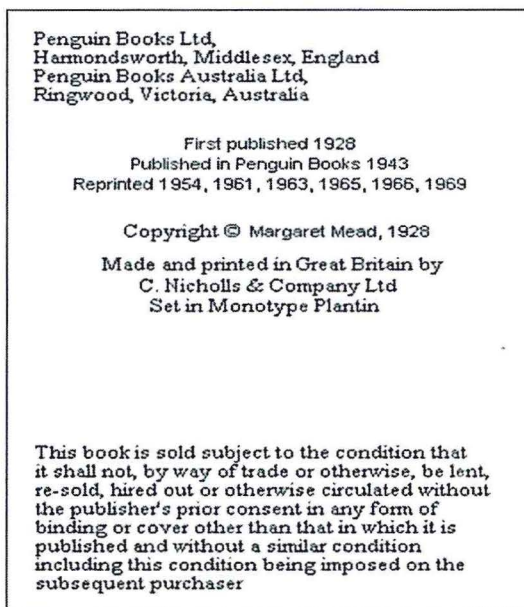 Penguin Books Ltd,
Harmondsworth, Middlesex, England
Penguin Books Australia Ltd,
Ringwood, Victoria, Australia
First published 1928
Published in Penguin Books 1943
Reprinted 1954, 1961, 1963, 1965, 1966, 1969
Copyright © Margaret Mead, 1928
Made and printed in Great Britain by
C. Nicholls & Company Ltd
Set in Monotype Plantin
This book is sold subject to the condition that
it shall not, by way of trade or otherwise, be lent,
re-sold, hired out or otherwise circulated without
the publisher's prior consent in any form of
binding or cover other than that in which it is
published and without a similar condition
including this condition being imposed on the
subsequent purchaser